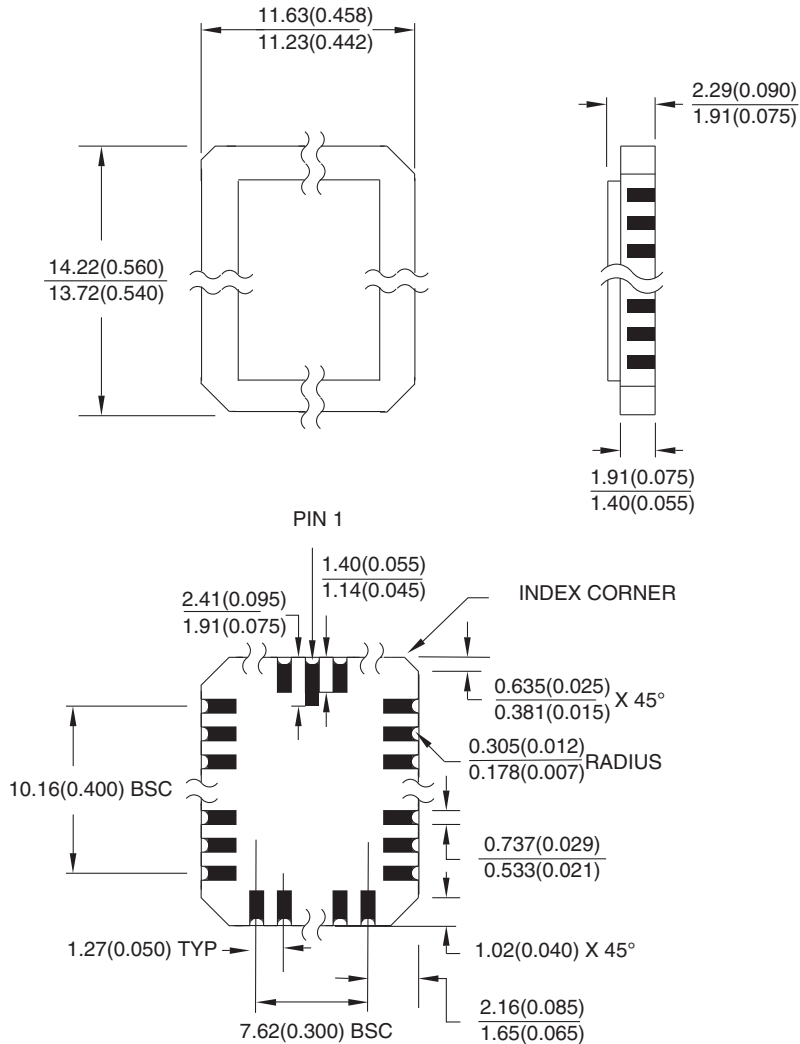 11.63(0.458)
11.23(0.442)
2.29(0.090)
1.91(0.075)
14.22(0.560)
13.72(0.540)
1.91(0.075)
1.40(0.055)
PIN 1
1.40(0.055)
1.14(0.045)
2.41(0.095)
1.91(0.075)
INDEX CORNER
0.635(0.025)
0.381(0.015)
X 45°
0.305(0.012)
0.178(0.007)
RADIUS
10.16(0.400) BSC
0.737(0.029)
0.533(0.021)
1.27(0.050) TYP
1.02(0.040) X 45°
2.16(0.085)
1.65(0.065)
7.62(0.300) BSC